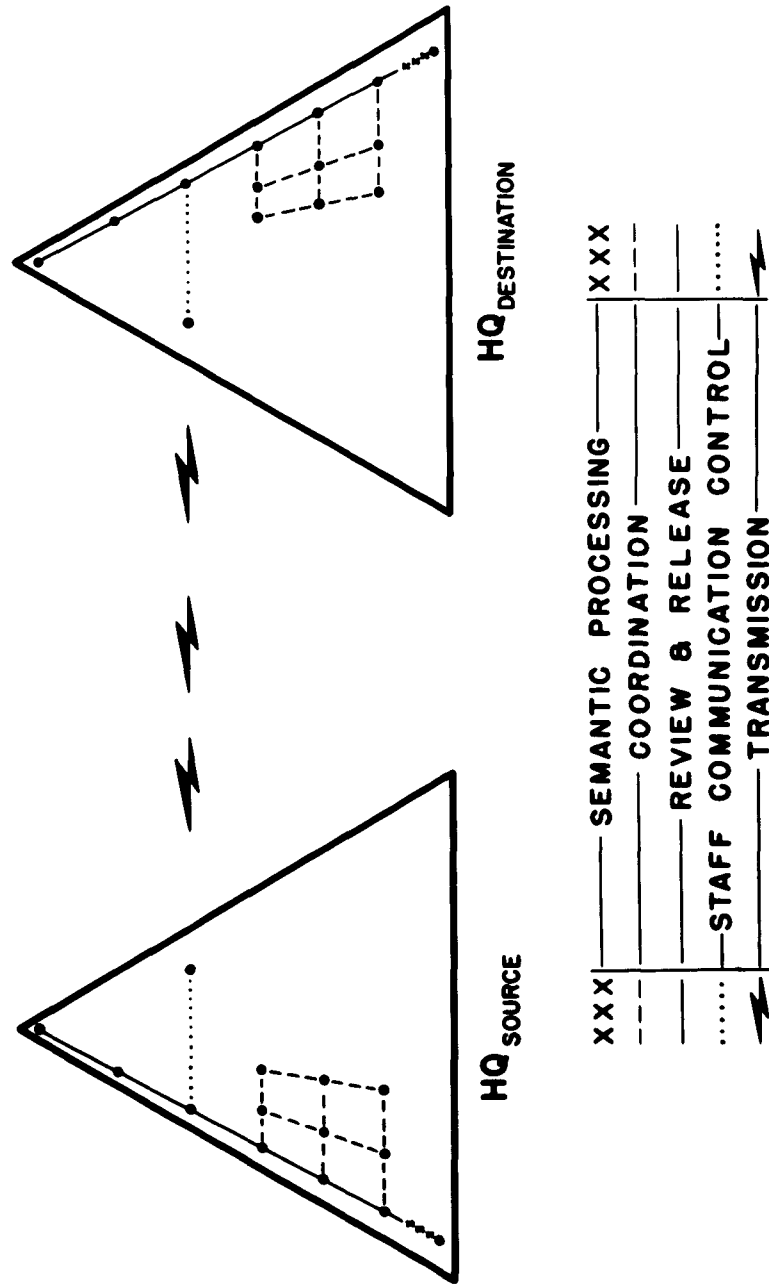 HQ SOURCE
HQ DESTINATION
XXX SEMANTIC PROCESSING XXX
COORDINATION
REVIEW & RELEASE
STAFF COMMUNICATION CONTROL
TRANSMISSION